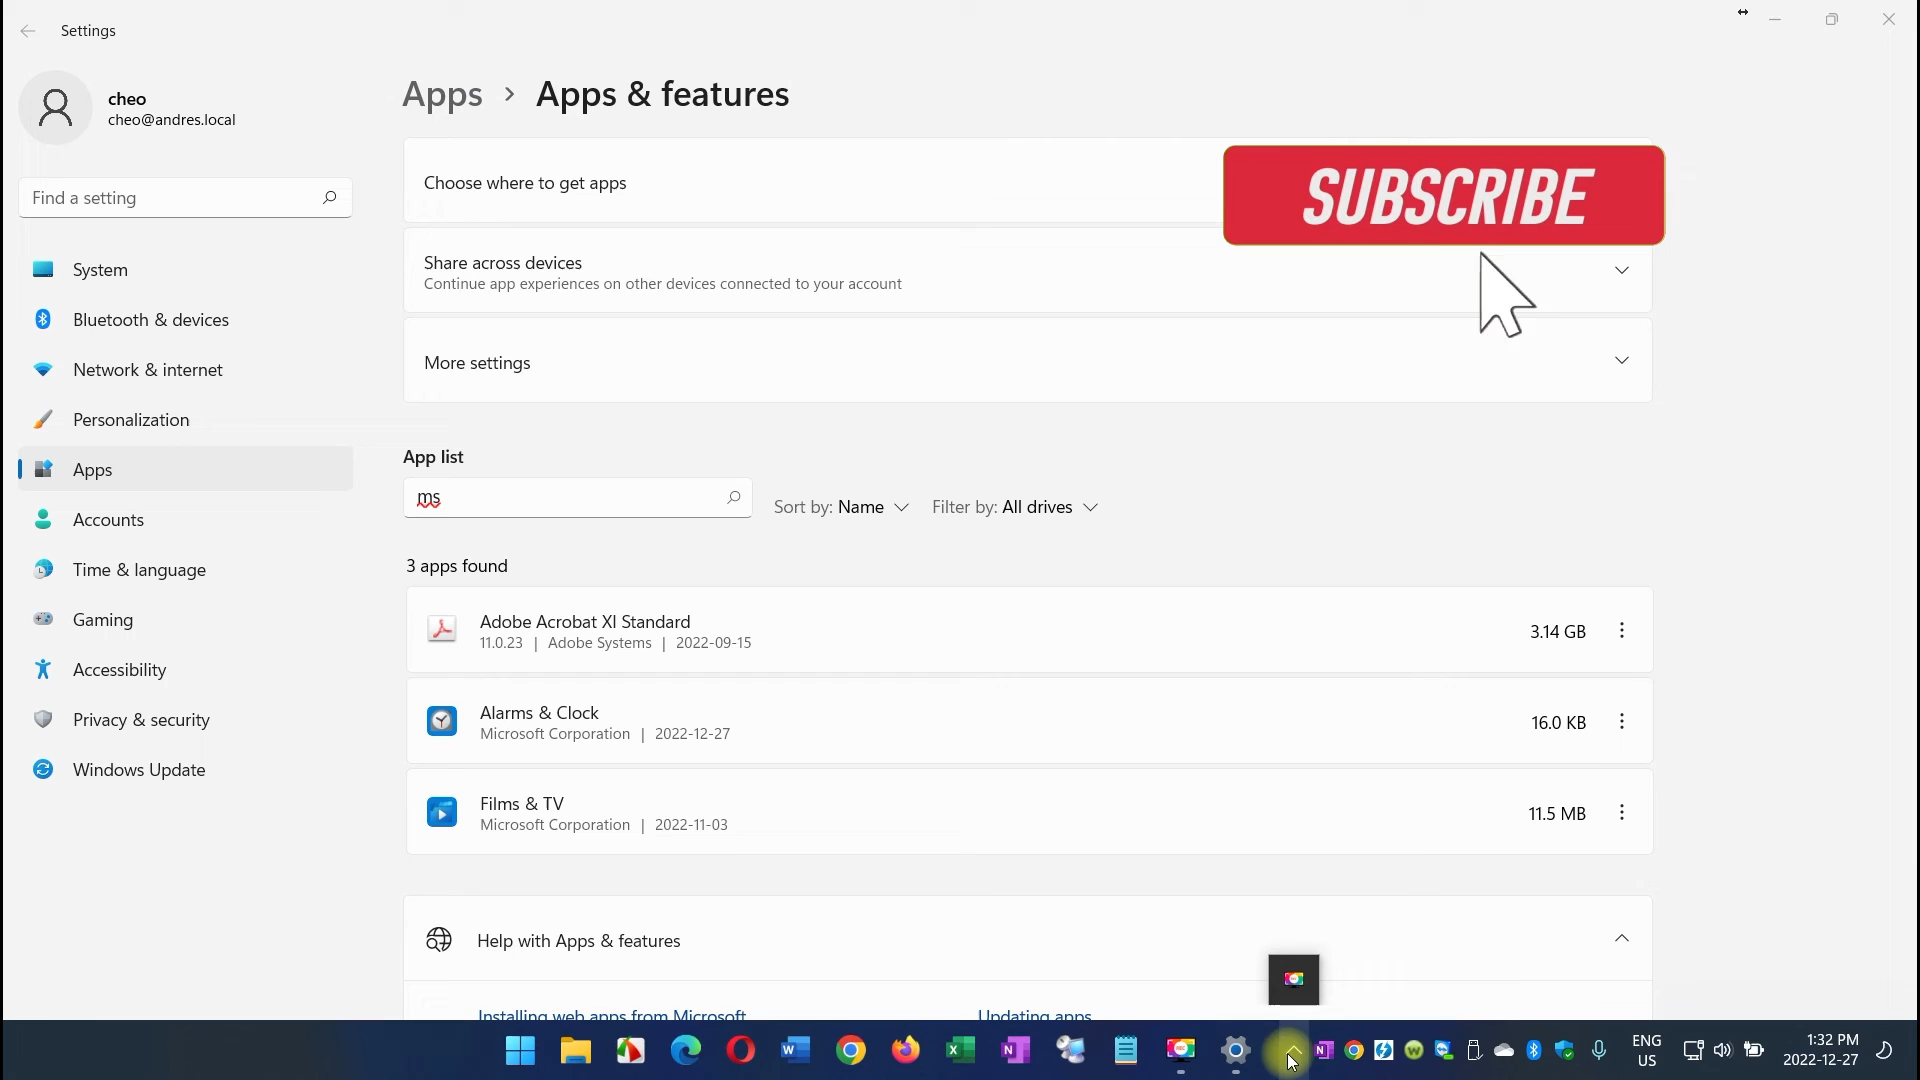 Settings
cheo
cheo@andres.local
Find a setting
System
Bluetooth & devices
Network & internet
Personalization
Apps
Accounts
Time & language
Gaming
Accessibility
Privacy & security
Windows Update
Apps > Apps & features
Choose where to get apps
SUBSCRIBE
Share across devices
Continue app experiences on other devices connected to your account
More settings
App list
ms
Sort by: Name
Filter by: All drives
3 apps found
Adobe Acrobat XI Standard
11.0.23 | Adobe Systems | 2022-09-15
3.14 GB
Alarms & Clock
Microsoft Corporation | 2022-12-27
16.0 KB
Films & TV
Microsoft Corporation | 2022-11-03
11.5 MB
Help with Apps & features
Installing web apps from Microsoft
Updating apps
ENG
US
1:32 PM
2022-12-27